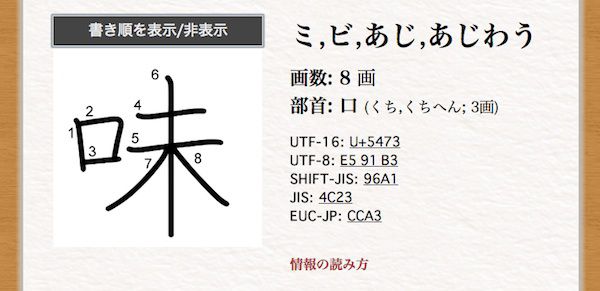 書き順を表示/非表示
味
1
2
3
4
5
6
7
8
ミ,ビ,あじ,あじわう
画数: 8 画
部首: 口 (くち,くちへん; 3画)
UTF-16: U+5473
UTF-8: E5 91 B3
SHIFT-JIS: 96A1
JIS: 4C23
EUC-JP: CCA3
情報の読み方